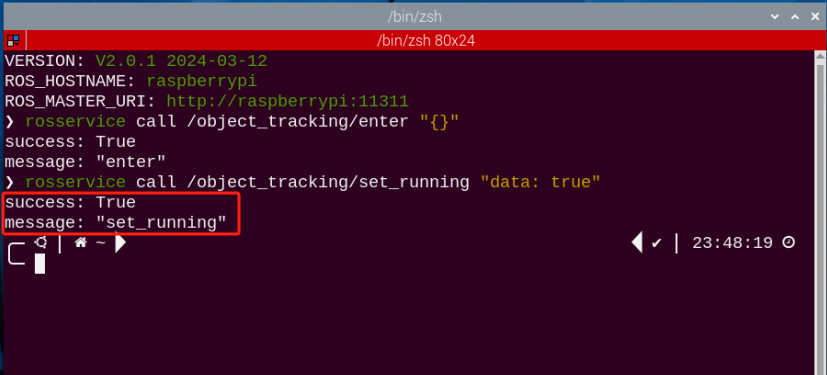 /bin/zsh
/bin/zsh 80x24
VERSION: V2.0.1 2024-03-12
ROS_HOSTNAME: raspberrypi
ROS_MASTER_URI: http://raspberrypi:11311
❯ rosservice call /object_tracking/enter "{}"
success: True
message: "enter"
❯ rosservice call /object_tracking/set_running "data: true"
success: True
message: "set_running"
~ ✔ 23:48:19